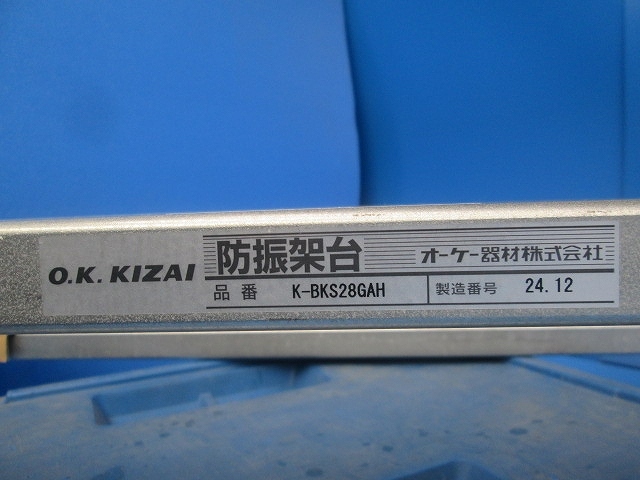 O.K. KIZAI
防振架台 オーケー器材株式会社
品番 K-BKS28GAH 製造番号 24.12